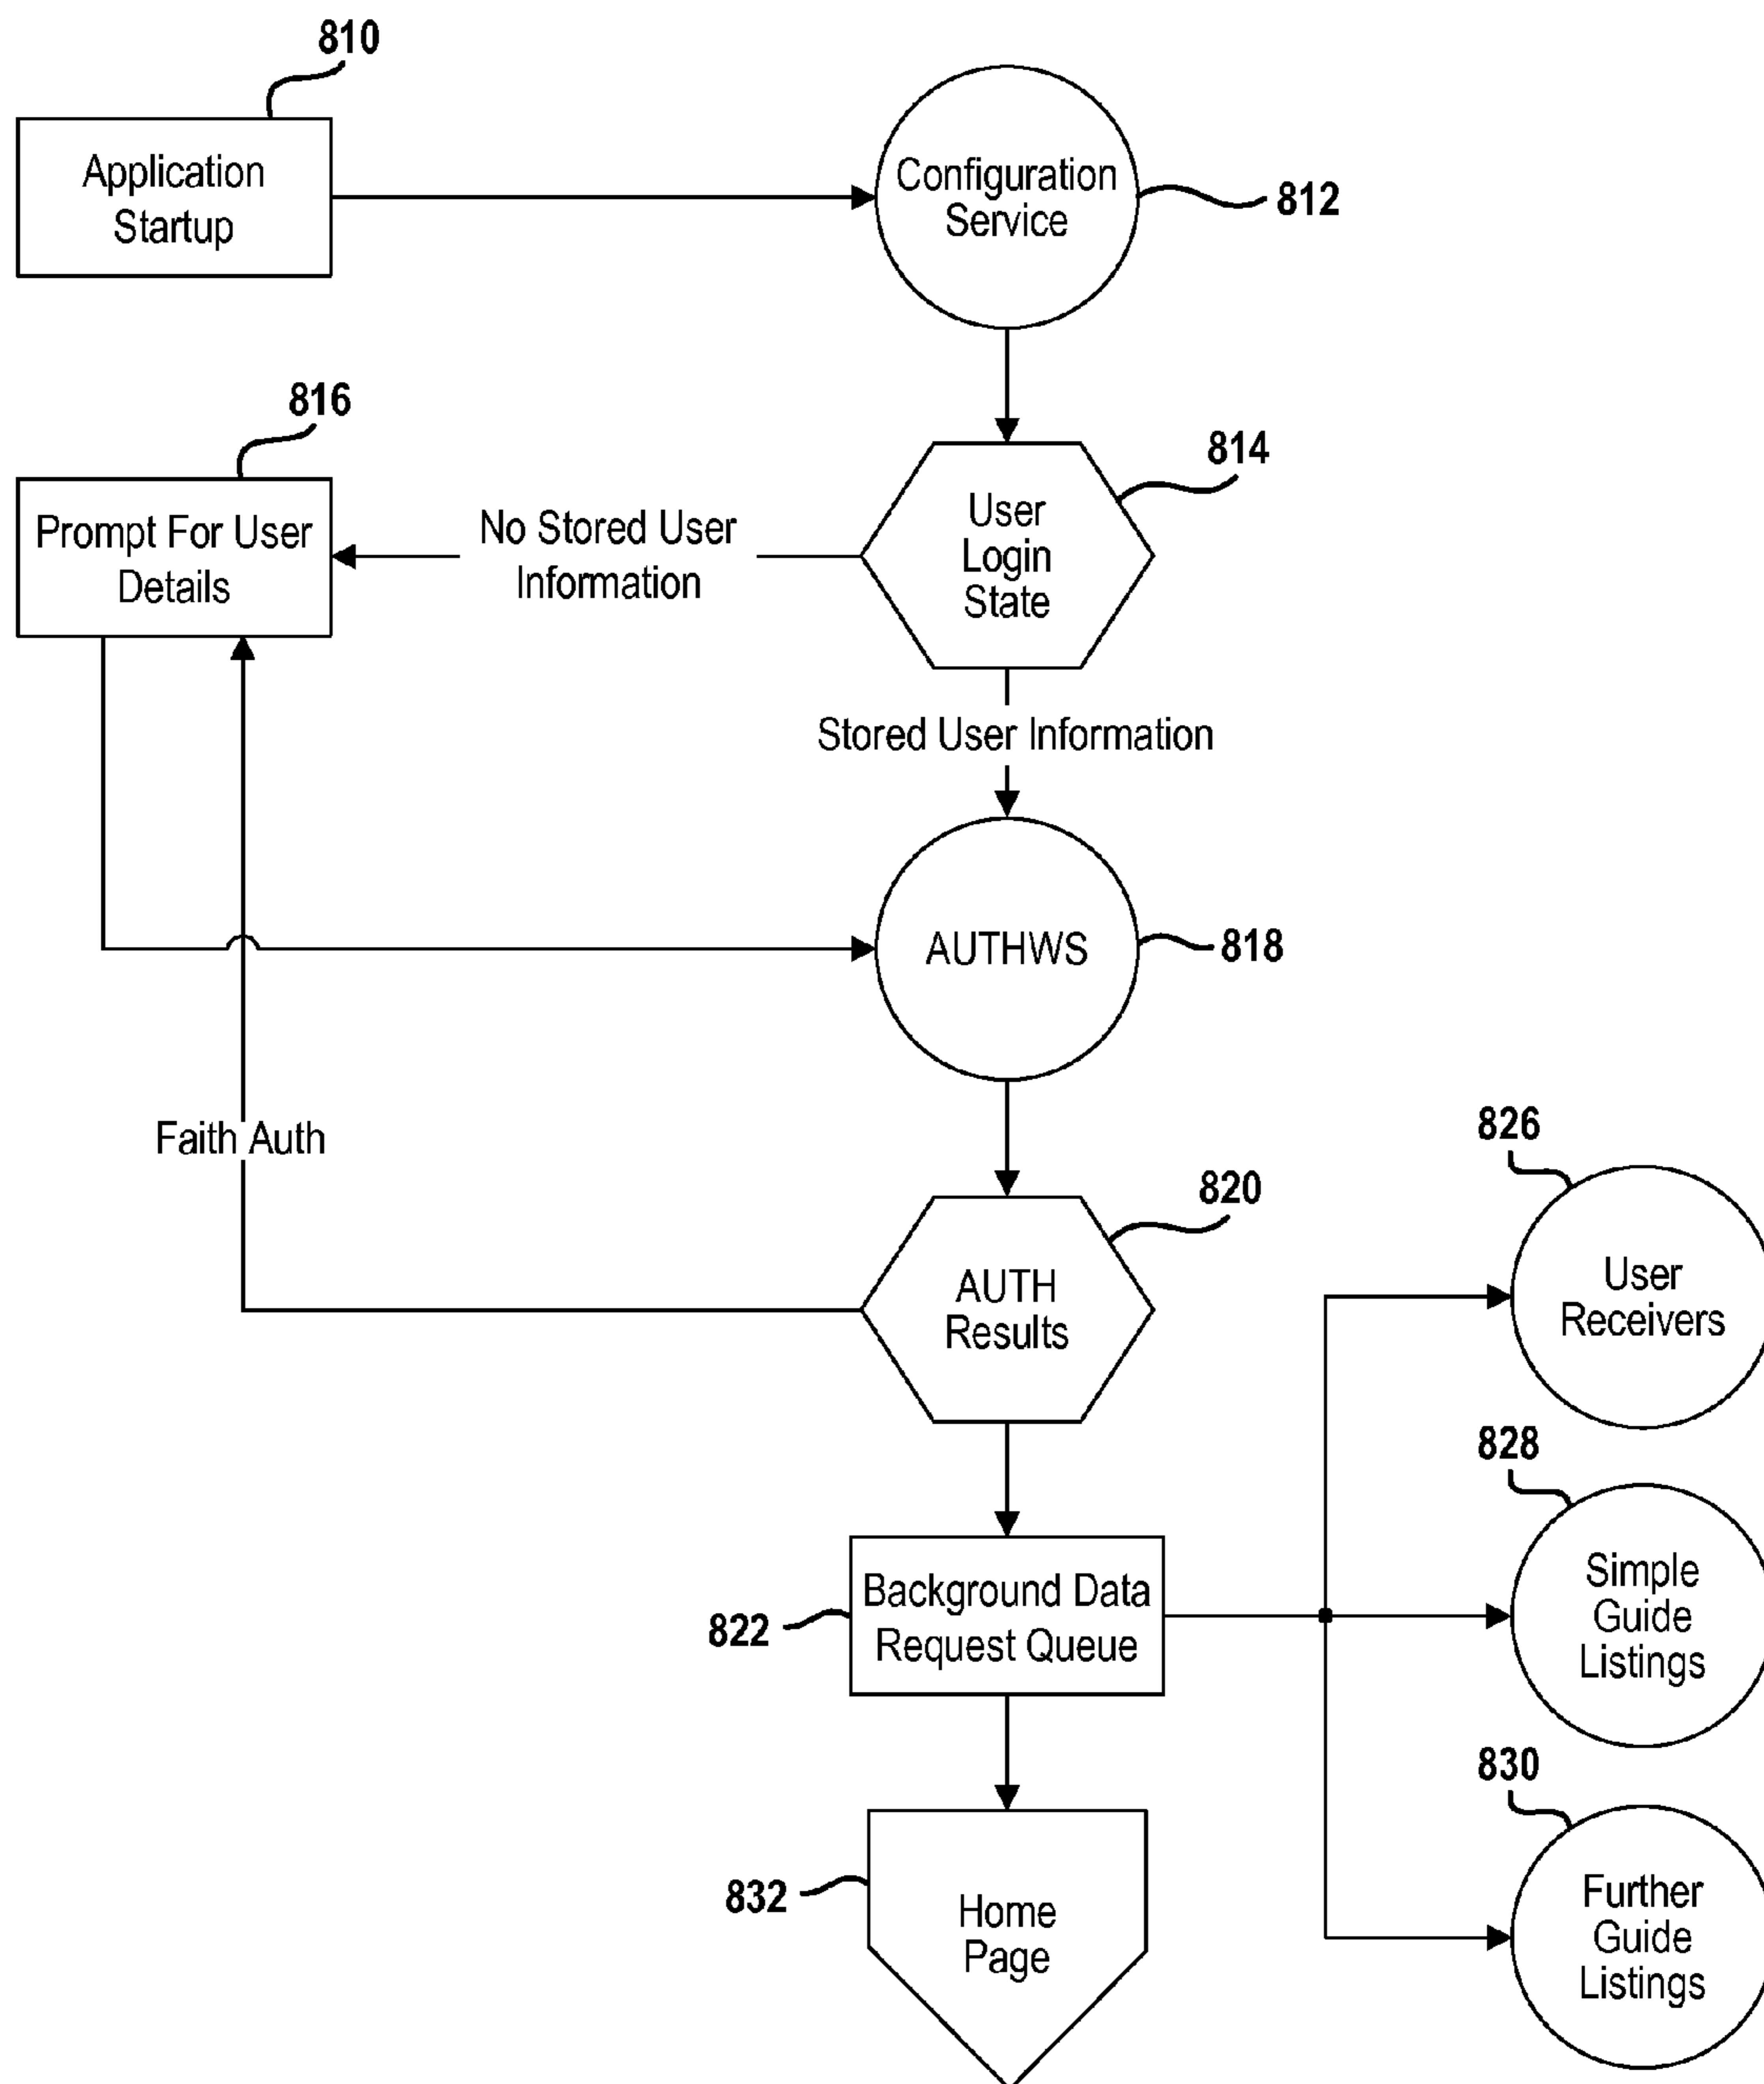 810
Application
Startup
Configuration
Service
812
816
Prompt For User
Details
No Stored User
Information
814
User
Login
State
Stored User Information
AUTHWS
818
Faith Auth
820
AUTH
Results
826
User
Receivers
828
Simple
Guide
Listings
822
Background Data
Request Queue
830
Further
Guide
Listings
832
Home
Page